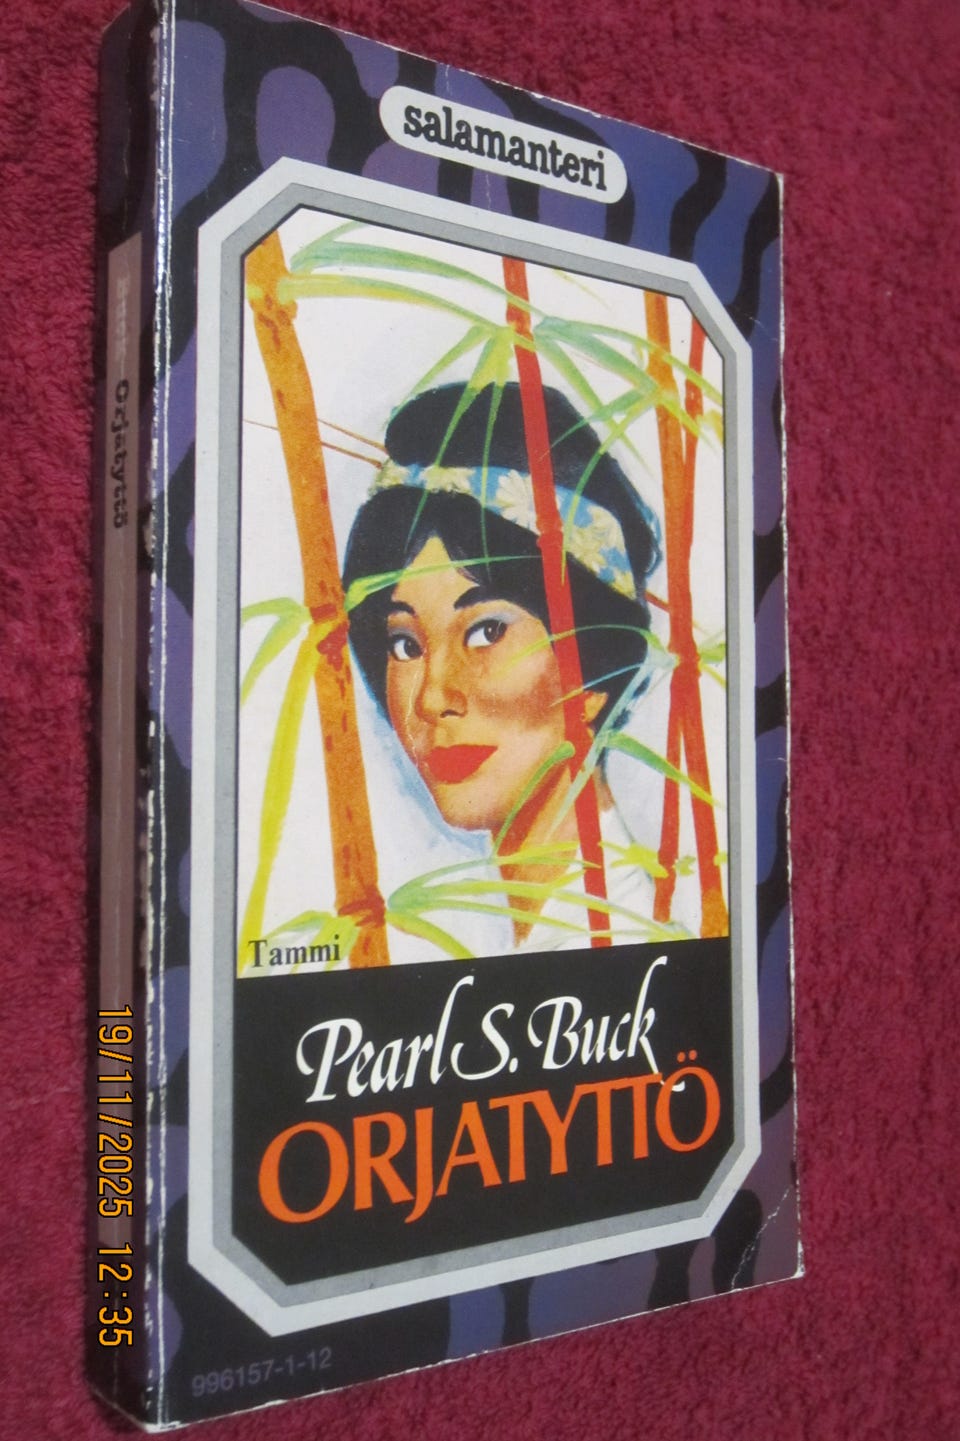 salamanteri
Tammi
Pearl S. Buck
ORJATYTTÖ
996157-1-12
Orjatyttö
19/11/2025 12:35